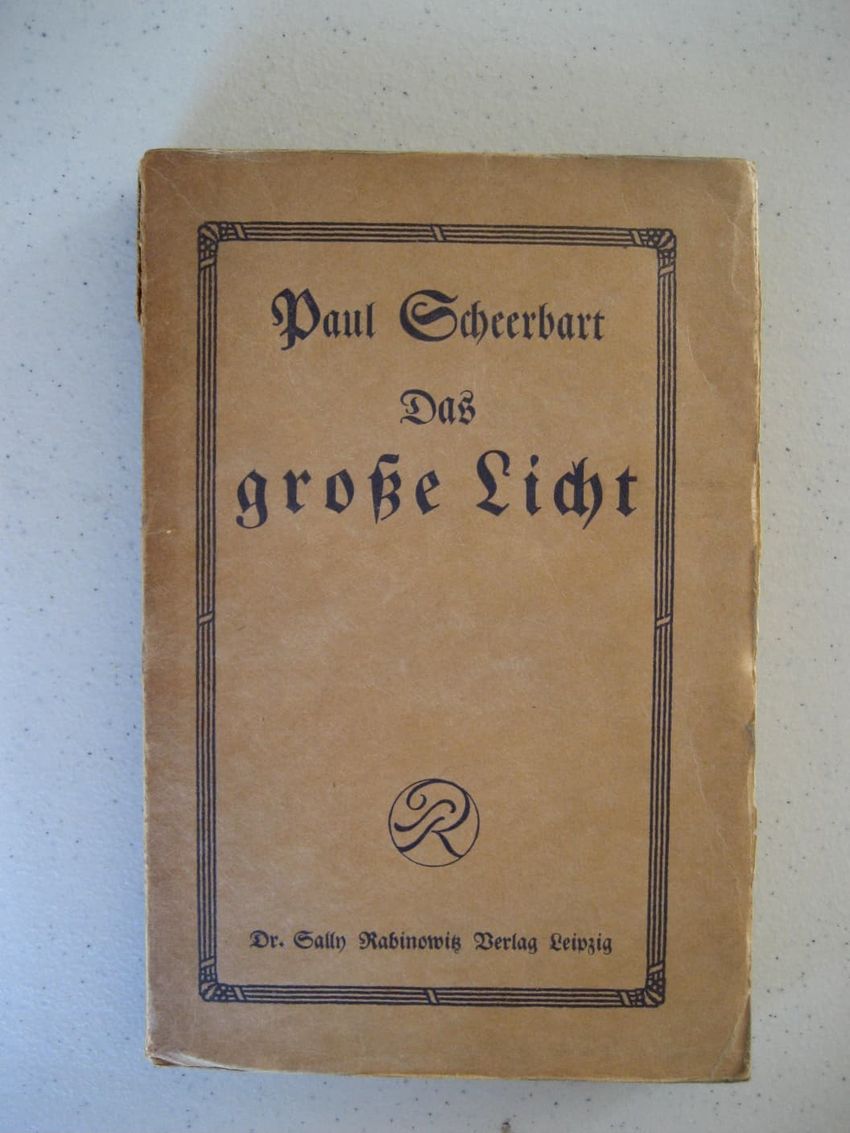 Paul Scheerbart
Das
große Licht
R
Dr. Sally Rabinowitz Verlag Leipzig